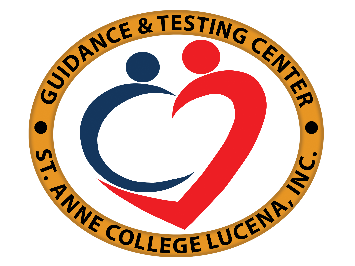 GUIDANCE & TESTING CENTER
ST. ANNE COLLEGE LUCENA, INC.